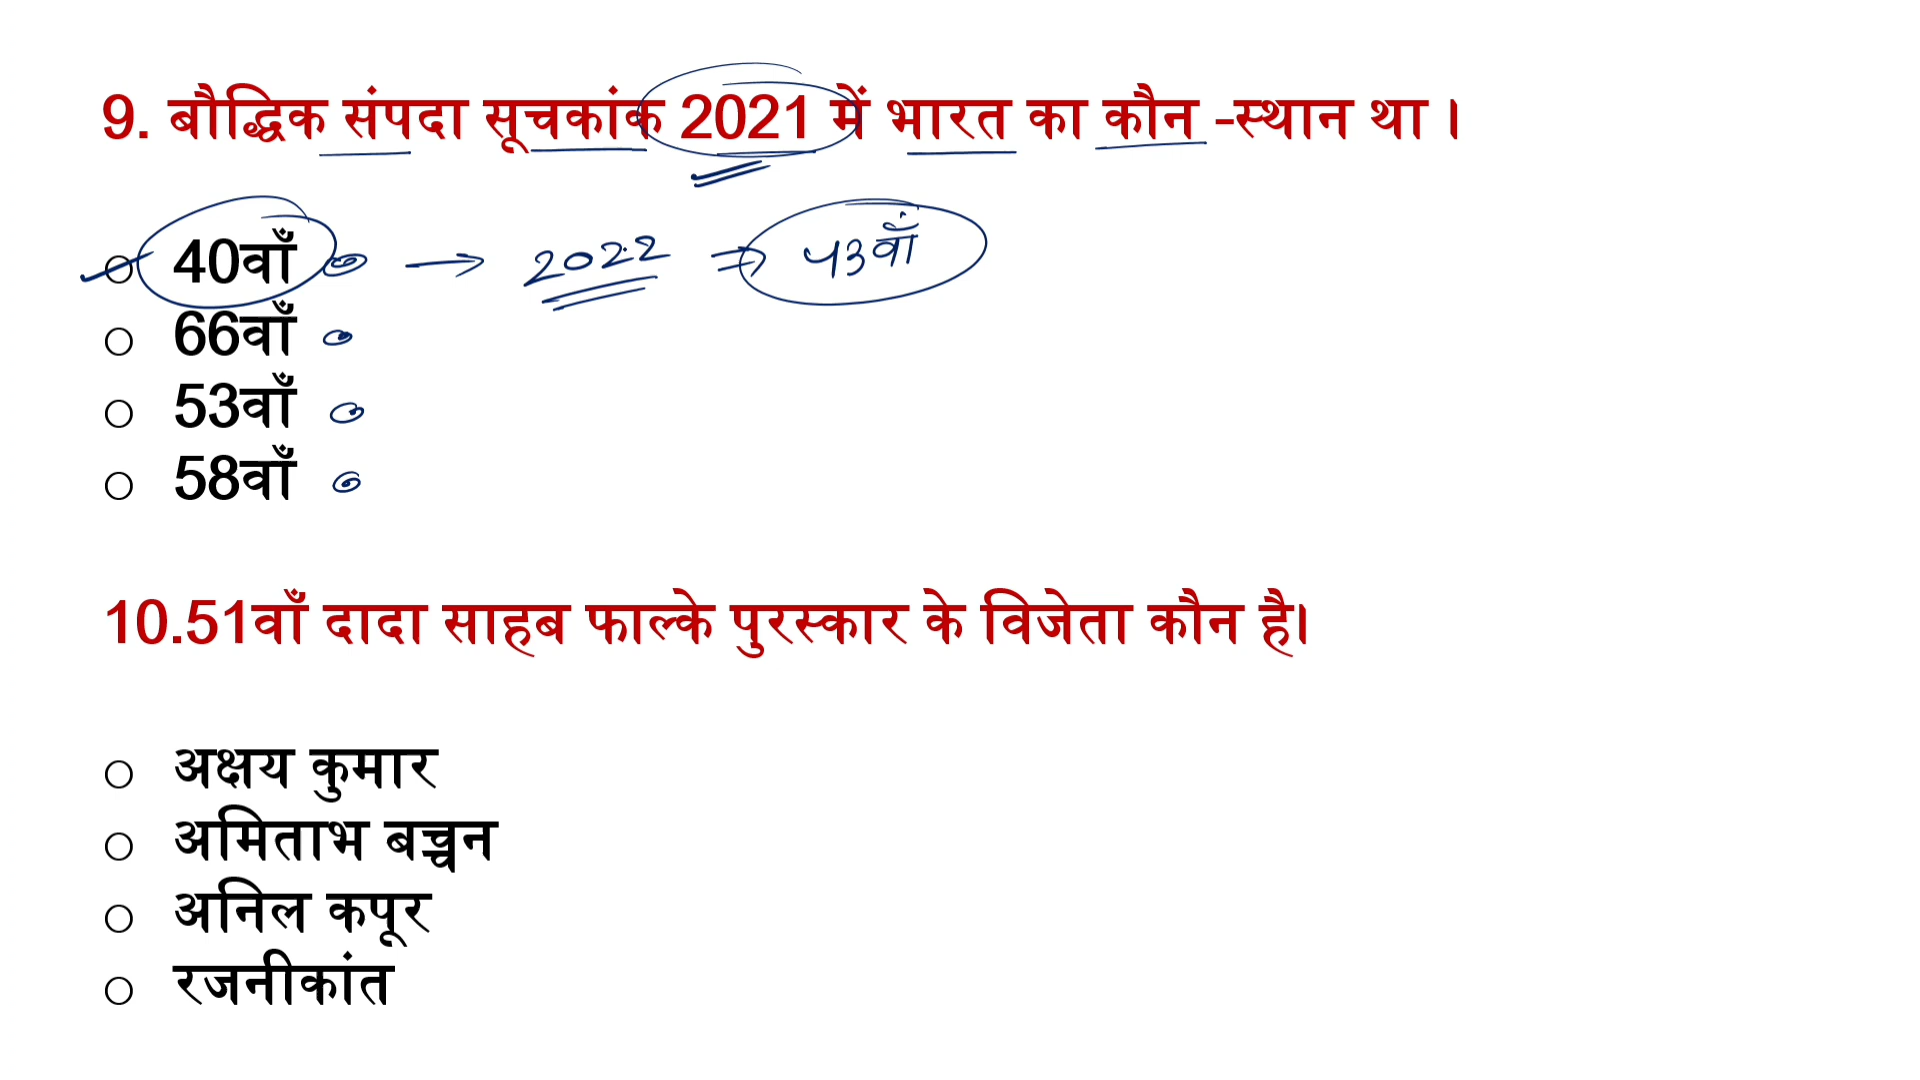 9. बौद्धिक संपदा सूचकांक 2021 में भारत का कौन -स्थान था ।
40वाँ → 2022 ⇒ 43वाँ
66वाँ
53वाँ
58वाँ
10.51वाँ दादा साहब फाल्के पुरस्कार के विजेता कौन है।
अक्षय कुमार
अमिताभ बच्चन
अनिल कपूर
रजनीकांत